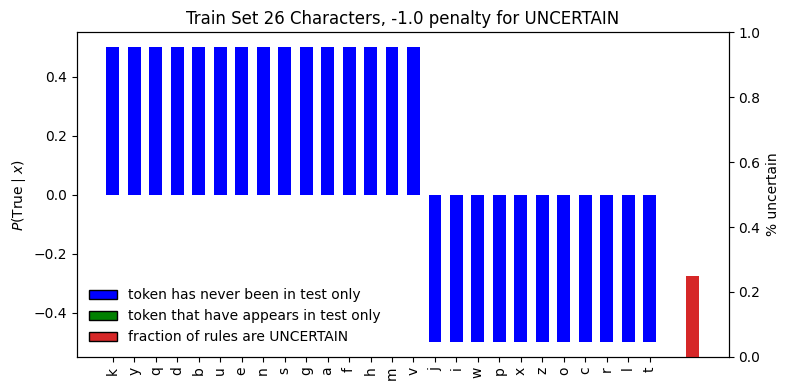 Train Set 26 Characters, -1.0 penalty for UNCERTAIN
P(True | x)
0.4
0.2
0.0
−0.2
−0.4
1.0
0.8
0.6
0.4
0.2
0.0
% uncertain
token has never been in test only
token that have appears in test only
fraction of rules are UNCERTAIN
k y q d b u e n s g a f h m v j i w p x z o c r l t